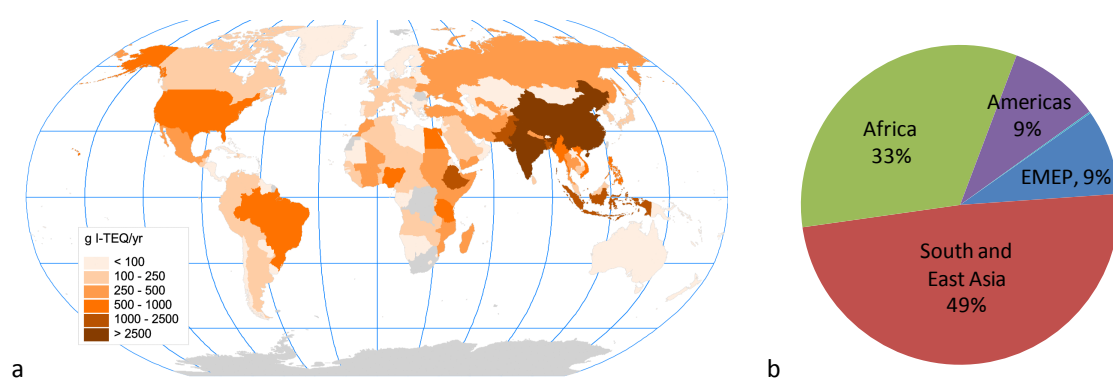 g I-TEQ/yr
< 100
100 - 250
250 - 500
500 - 1000
1000 - 2500
> 2500
a
Americas
9%
Africa
33%
EMEP, 9%
South and
East Asia
49%
b